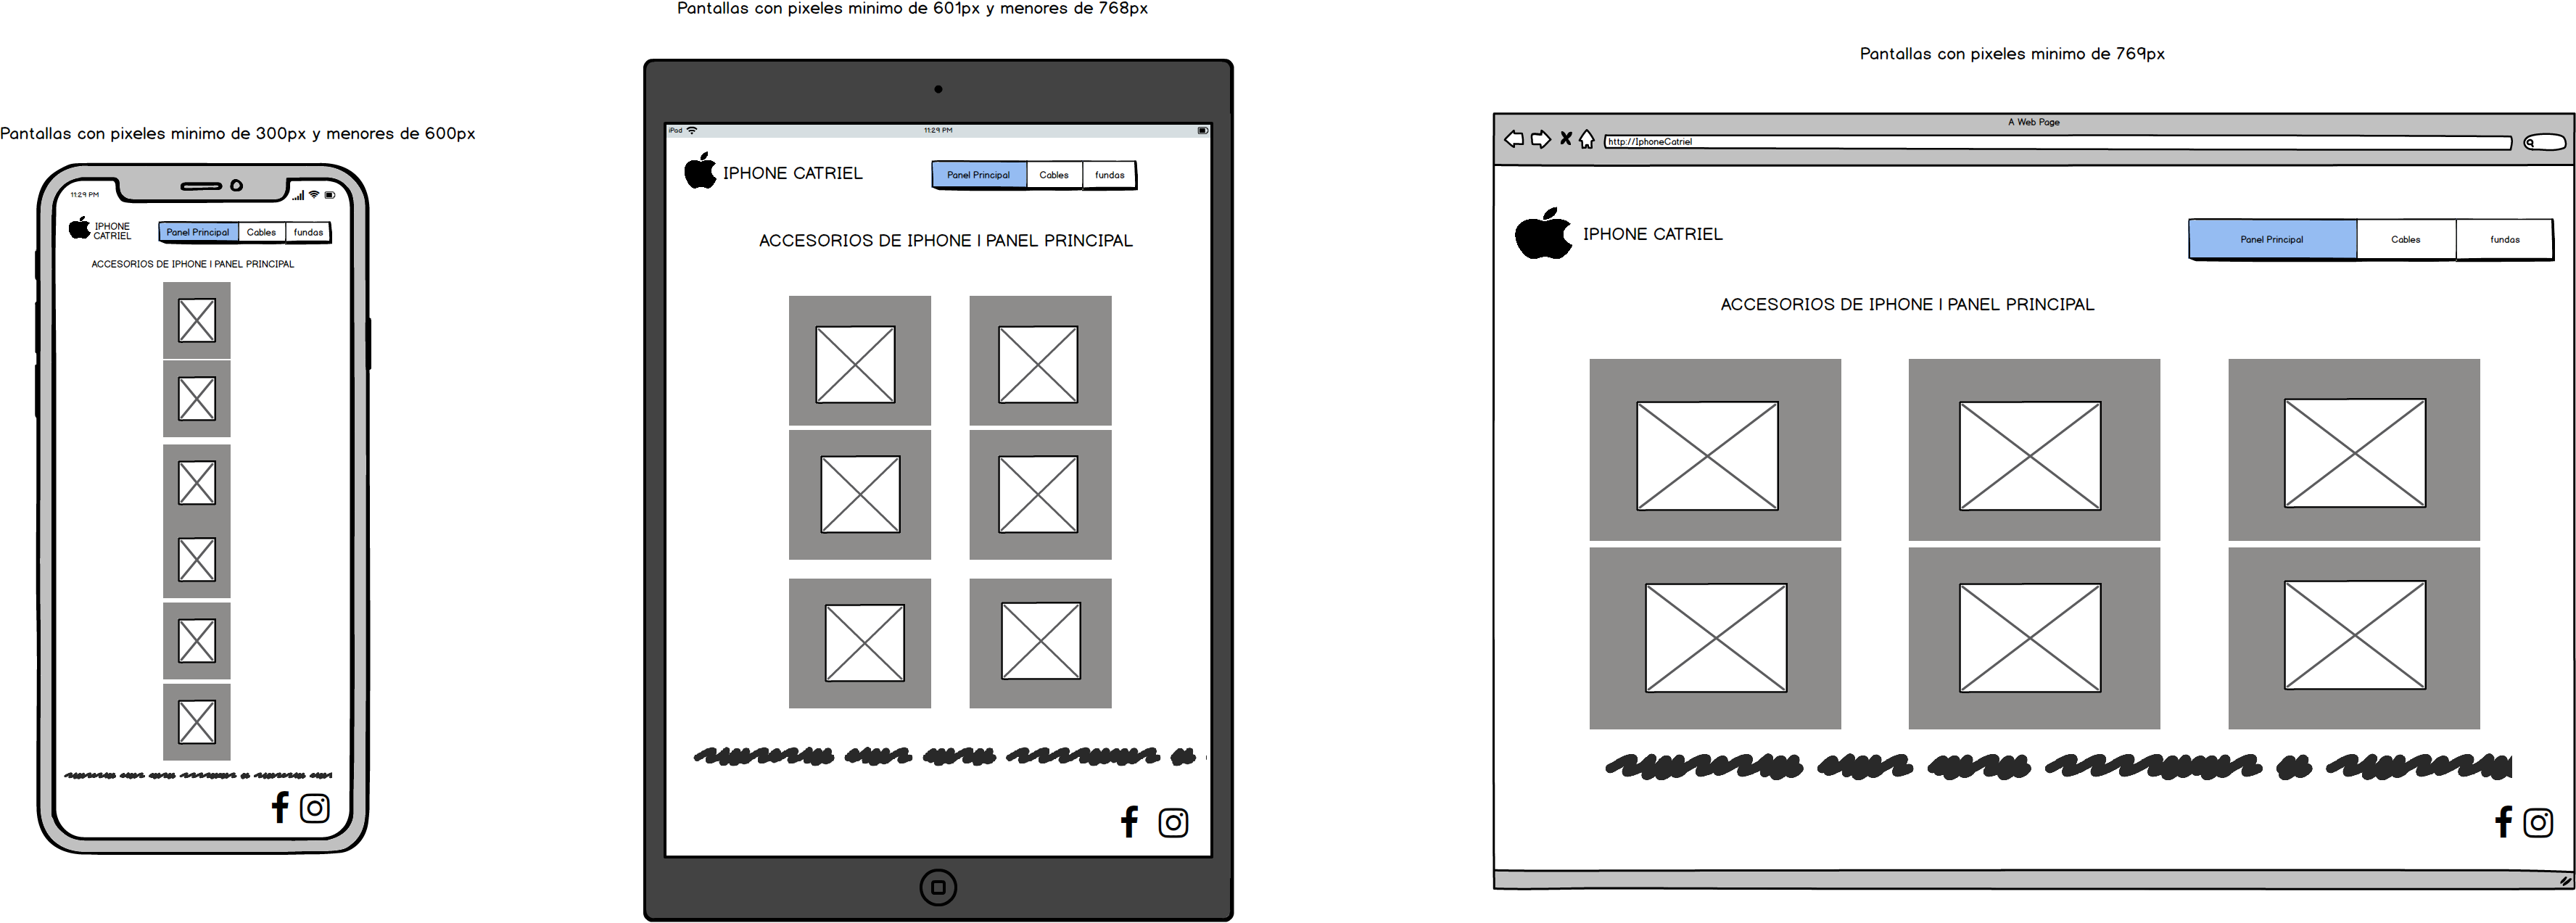 Pantallas con pixeles minimo de 300px y menores de 600px
11:29 PM
IPHONE
CATRIEL
Panel Principal Cables fundas
ACCESORIOS DE IPHONE | PANEL PRINCIPAL
Pantallas con pixeles minimo de 601px y menores de 768px
iPad
11:29 PM
IPHONE CATRIEL
Panel Principal Cables fundas
ACCESORIOS DE IPHONE | PANEL PRINCIPAL
Pantallas con pixeles minimo de 769px
A Web Page
http://IphoneCatriel
IPHONE CATRIEL
Panel Principal Cables fundas
ACCESORIOS DE IPHONE | PANEL PRINCIPAL